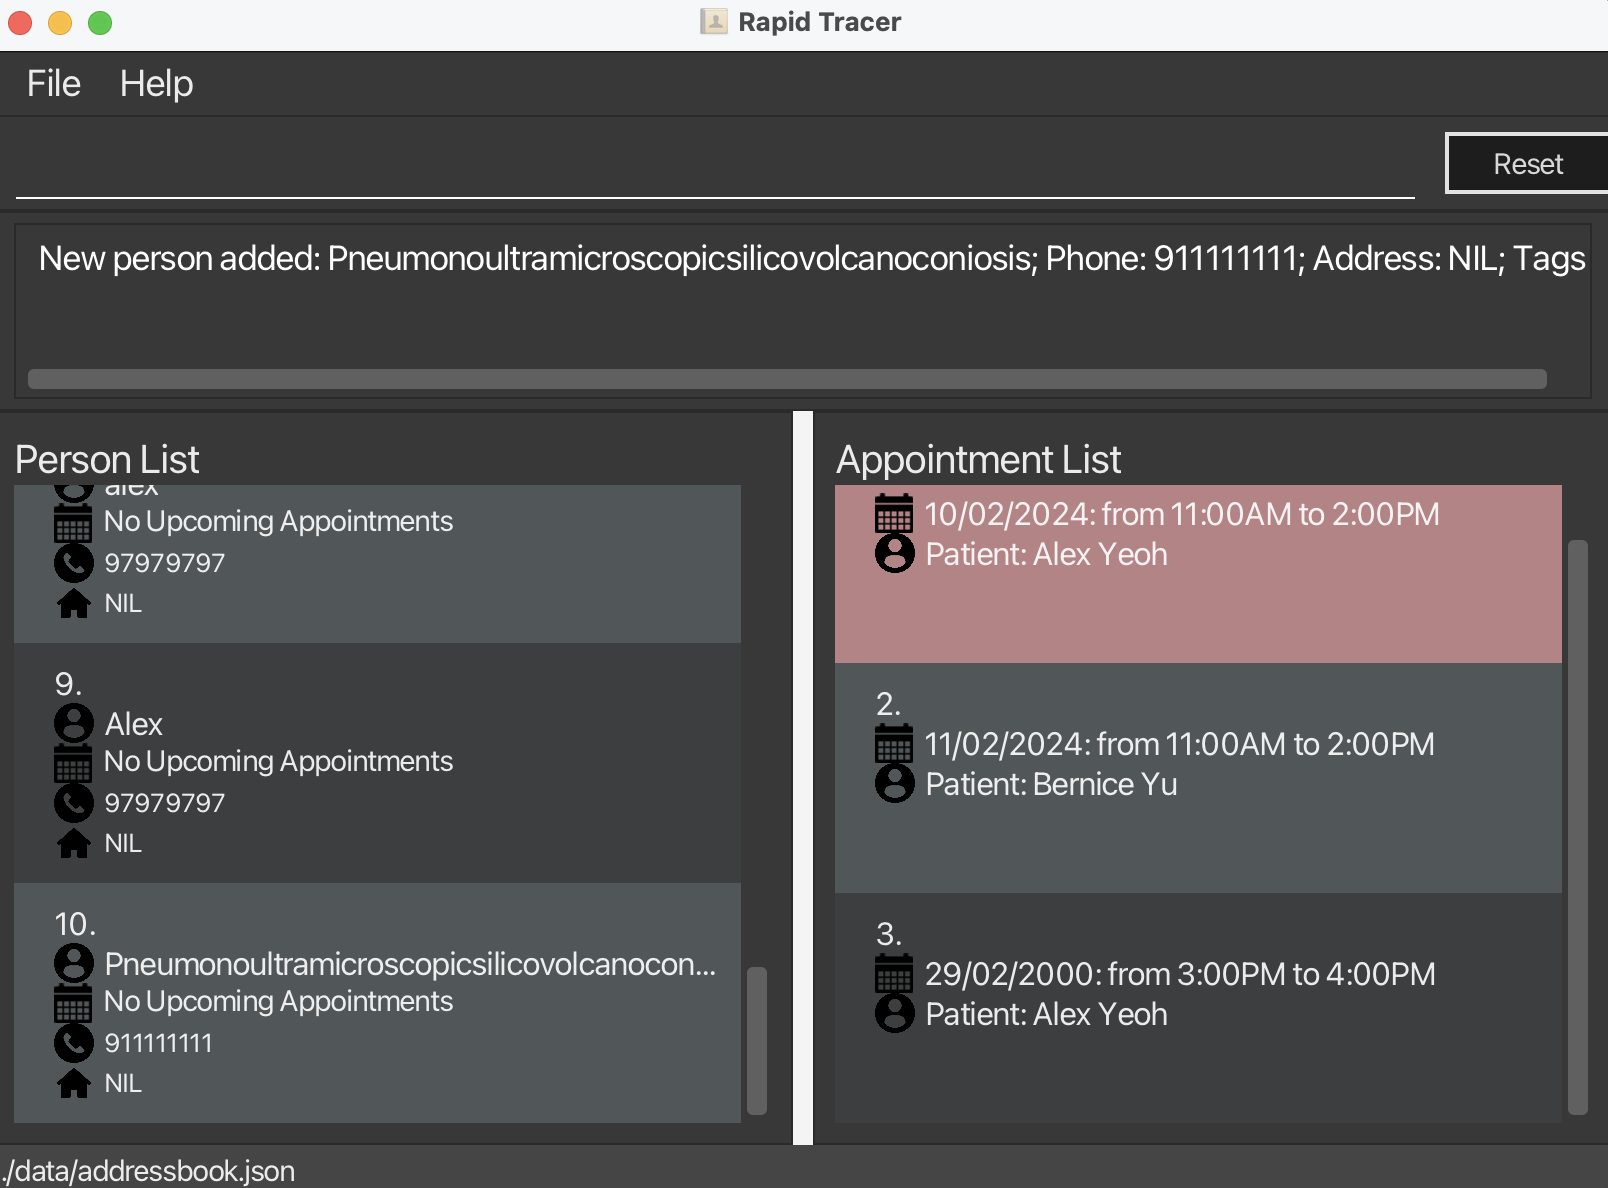 Rapid Tracer
File Help
Reset
New person added: Pneumonoultramicroscopicsilicovolcanoconiosis; Phone: 911111111; Address: NIL; Tags
Person List
alex
No Upcoming Appointments
97979797
NIL
9.
Alex
No Upcoming Appointments
97979797
NIL
10.
Pneumonoultramicroscopicsilicovolcanocon...
No Upcoming Appointments
911111111
NIL
Appointment List
10/02/2024: from 11:00AM to 2:00PM
Patient: Alex Yeoh
2.
11/02/2024: from 11:00AM to 2:00PM
Patient: Bernice Yu
3.
29/02/2000: from 3:00PM to 4:00PM
Patient: Alex Yeoh
./data/addressbook.json